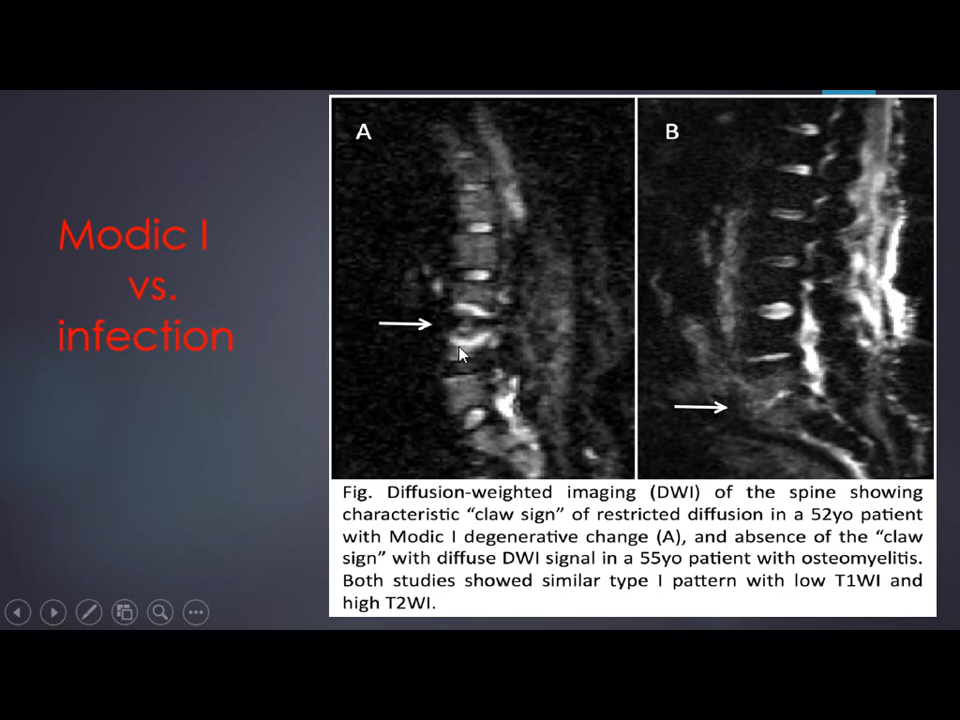 Modic I
vs.
infection
A
B
Fig. Diffusion-weighted imaging (DWI) of the spine showing
characteristic “claw sign” of restricted diffusion in a 52yo patient
with Modic I degenerative change (A), and absence of the “claw
sign” with diffuse DWI signal in a 55yo patient with osteomyelitis.
Both studies showed similar type I pattern with low T1WI and
high T2WI.